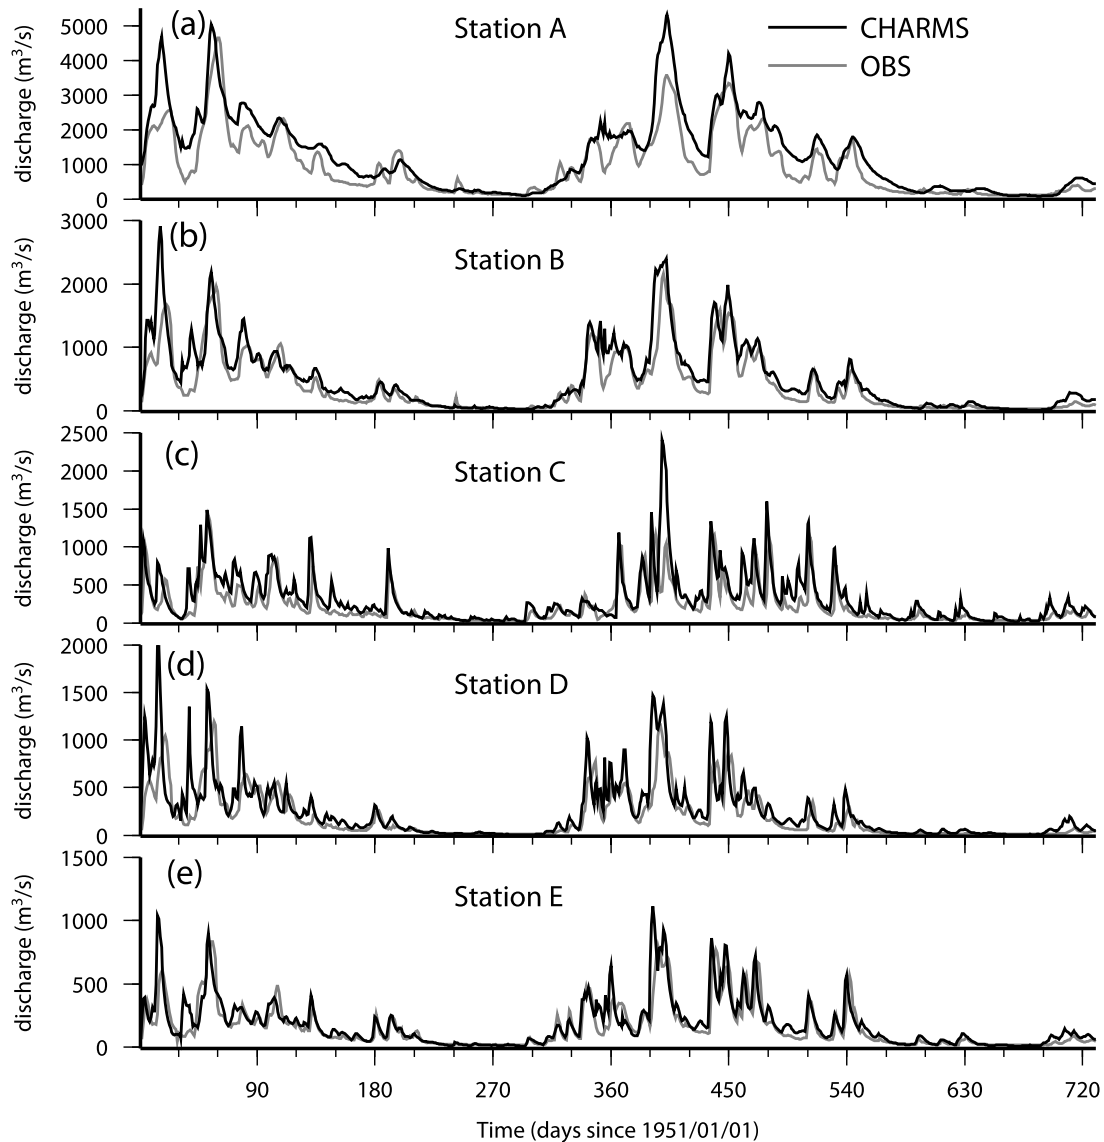 (a)
Station A
CHARMS
OBS
discharge (m³/s)
5000
4000
3000
2000
1000
0
(b)
Station B
discharge (m³/s)
3000
2000
1000
0
(c)
Station C
discharge (m³/s)
2500
2000
1500
1000
500
0
(d)
Station D
discharge (m³/s)
2000
1500
1000
500
0
(e)
Station E
discharge (m³/s)
1500
1000
500
0
90 180 270 360 450 540 630 720
Time (days since 1951/01/01)